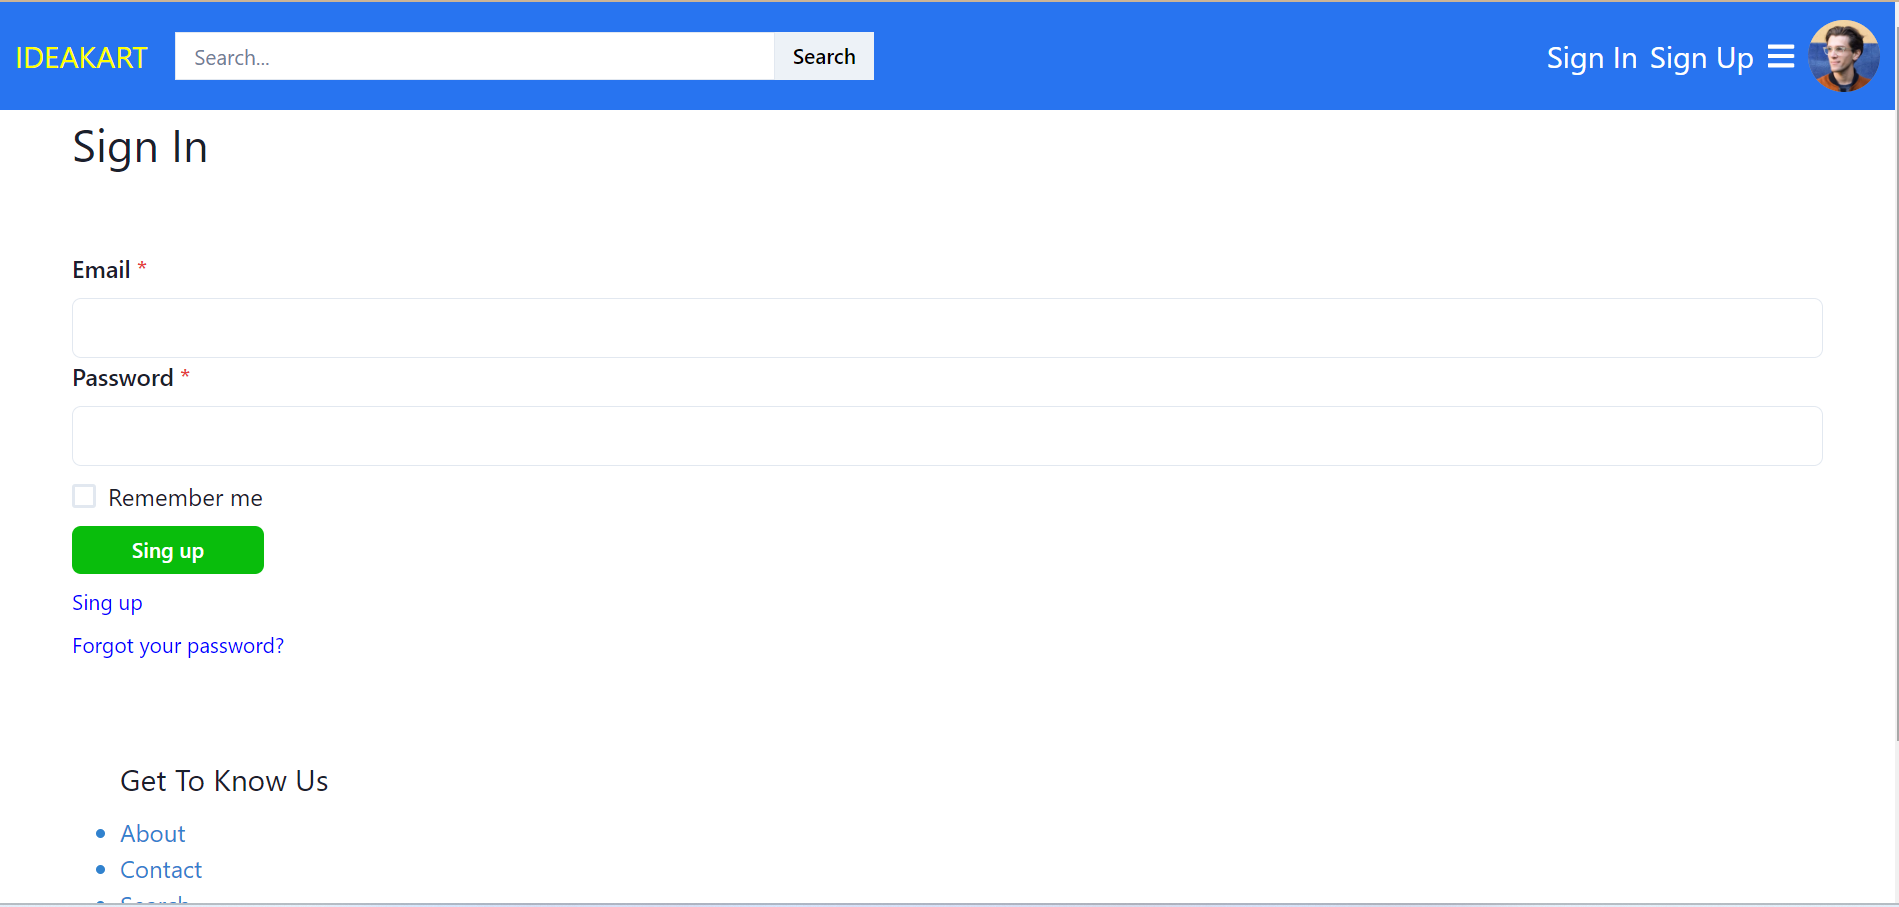 IDEAKART Search... Search Sign In Sign Up
Sign In
Email *
Password *
Remember me
Sing up
Sing up
Forgot your password?
Get To Know Us
About
Contact
Search